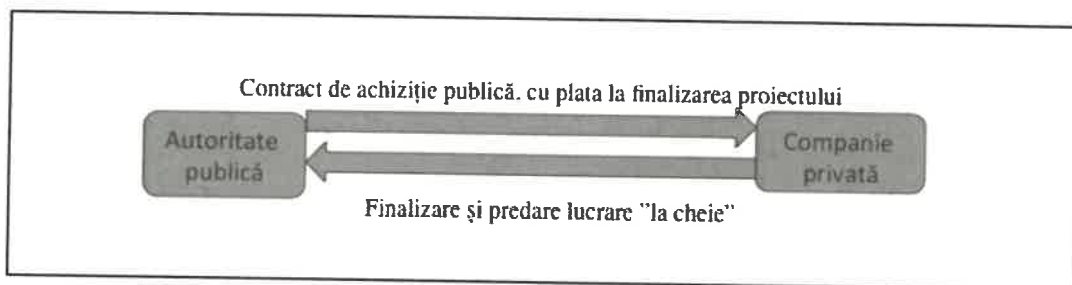 Contract de achiziție publică. cu plata la finalizarea proiectului
Autoritate
publică
Companie
privată
Finalizare și predare lucrare "la cheie"